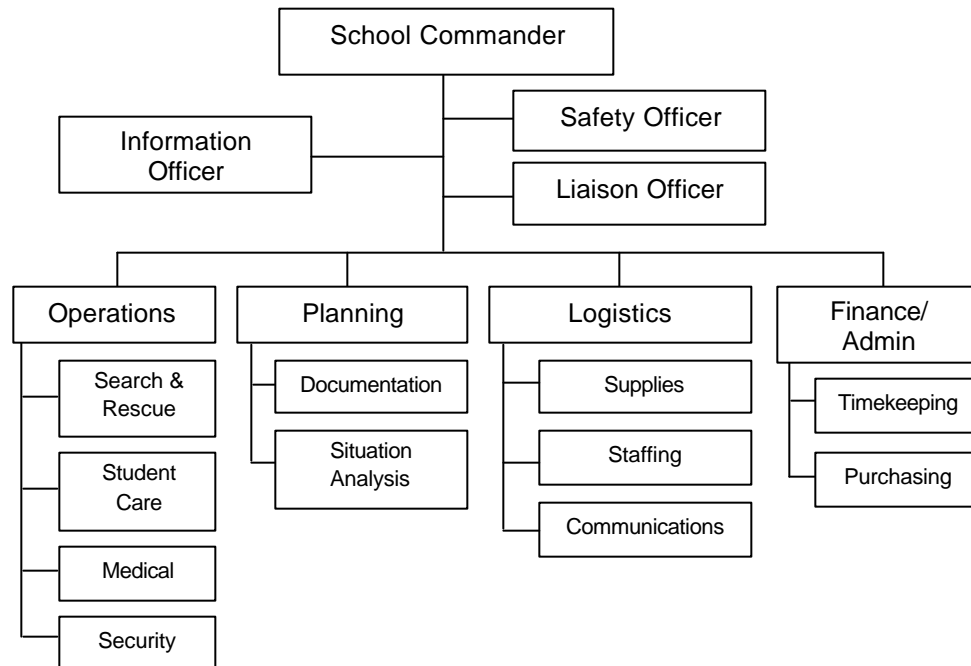 School Commander
Safety Officer
Information
Officer
Liaison Officer
Operations
Planning
Logistics
Finance/
Admin
Search &
Rescue
Student
Care
Medical
Security
Documentation
Situation
Analysis
Supplies
Staffing
Communications
Timekeeping
Purchasing